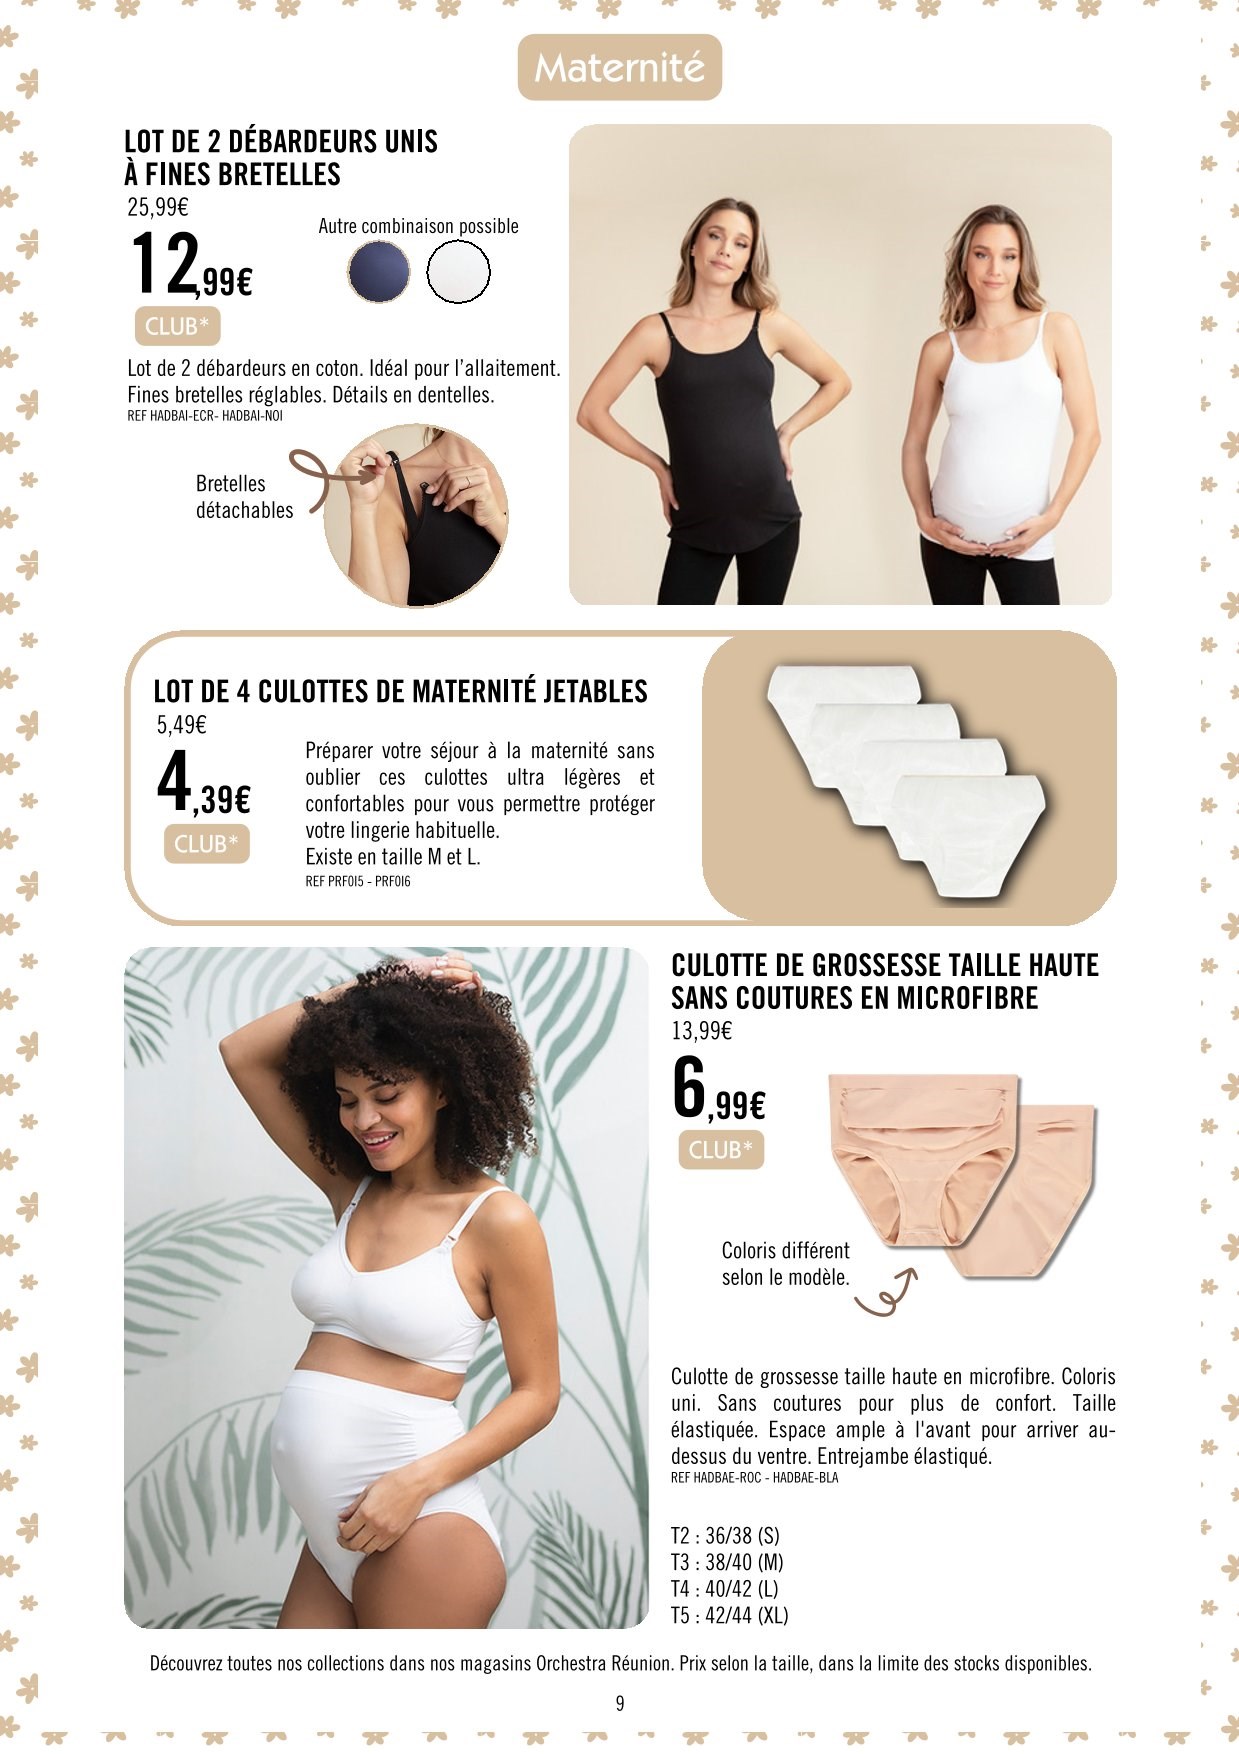 Maternité
LOT DE 2 DÉBARDEURS UNIS
À FINES BRETELLES
25,99€
12,99€
CLUB*
Autre combinaison possible
Lot de 2 débardeurs en coton. Idéal pour l'allaitement.
Fines bretelles réglables. Détails en dentelles.
REF HADBAI-ECR- HADBAI-NOI
Bretelles
détachables
LOT DE 4 CULOTTES DE MATERNITÉ JETABLES
5,49€
4,39€
CLUB*
Préparer votre séjour à la maternité sans
oublier ces culottes ultra légères et
confortables pour vous permettre protéger
votre lingerie habituelle.
Existe en taille M et L.
REF PRF015 - PRF016
CULOTTE DE GROSSESSE TAILLE HAUTE
SANS COUTURES EN MICROFIBRE
13,99€
6,99€
CLUB*
Coloris différent
selon le modèle.
Culotte de grossesse taille haute en microfibre. Coloris
uni. Sans coutures pour plus de confort. Taille
élastiquée. Espace ample à l'avant pour arriver au-
dessus du ventre. Entrejambe élastiqué.
REF HADBAE-ROC - HADBAE-BLA
T2 : 36/38 (S)
T3 : 38/40 (M)
T4 : 40/42 (L)
T5 : 42/44 (XL)
Découvrez toutes nos collections dans nos magasins Orchestra Réunion. Prix selon la taille, dans la limite des stocks disponibles.
9